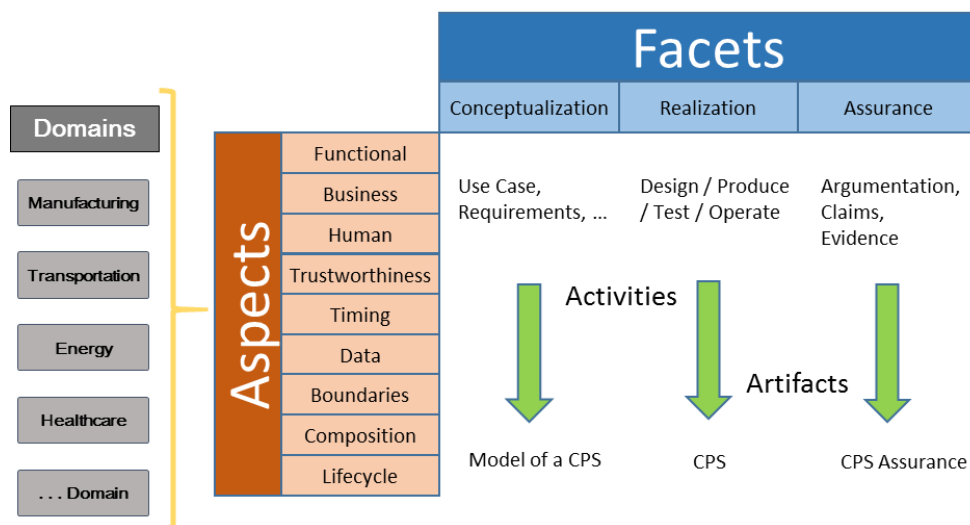 Facets
Conceptualization
Realization
Assurance
Domains
Manufacturing
Transportation
Energy
Healthcare
. . . Domain
Aspects
Functional
Business
Human
Trustworthiness
Timing
Data
Boundaries
Composition
Lifecycle
Use Case,
Requirements, ...
Design / Produce
/ Test / Operate
Argumentation,
Claims,
Evidence
Activities
Artifacts
Model of a CPS
CPS
CPS Assurance